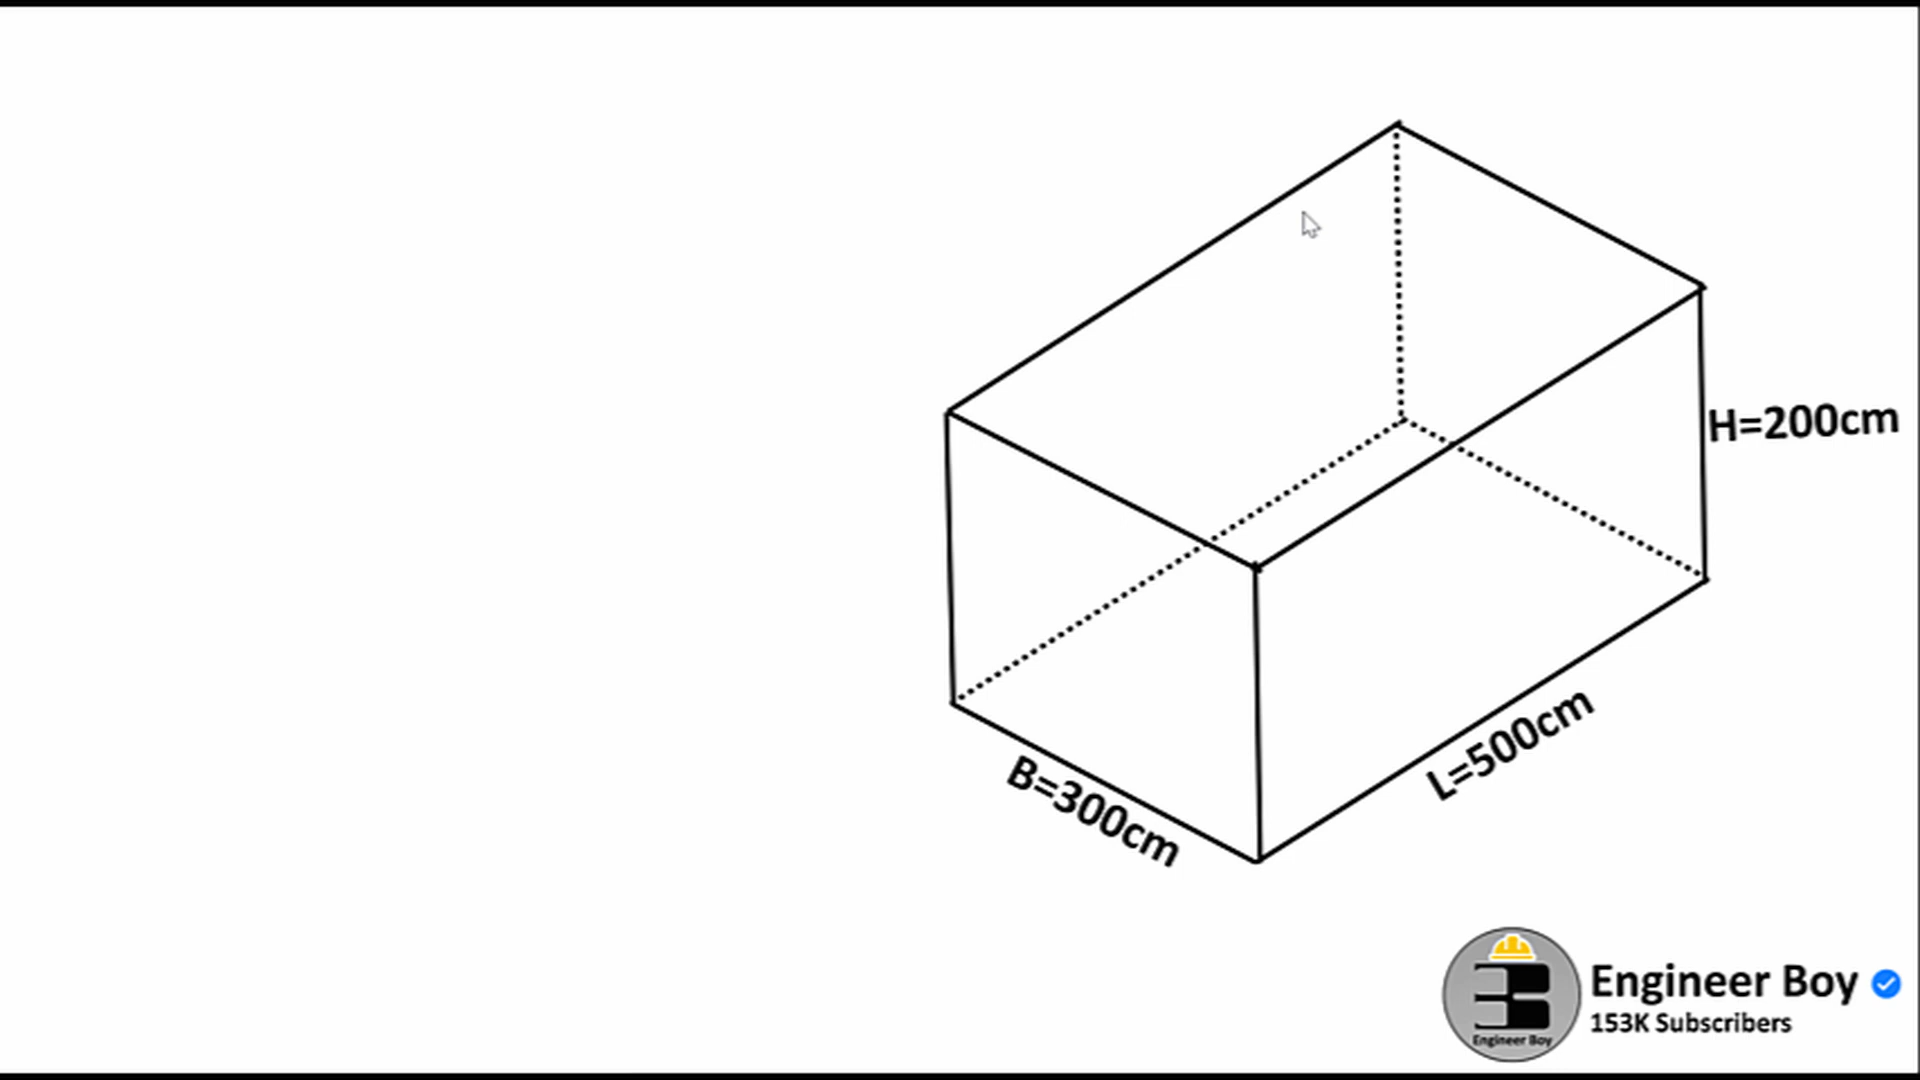 H=200cm
L=500cm
B=300cm
Engineer Boy
153K Subscribers
Engineer Boy